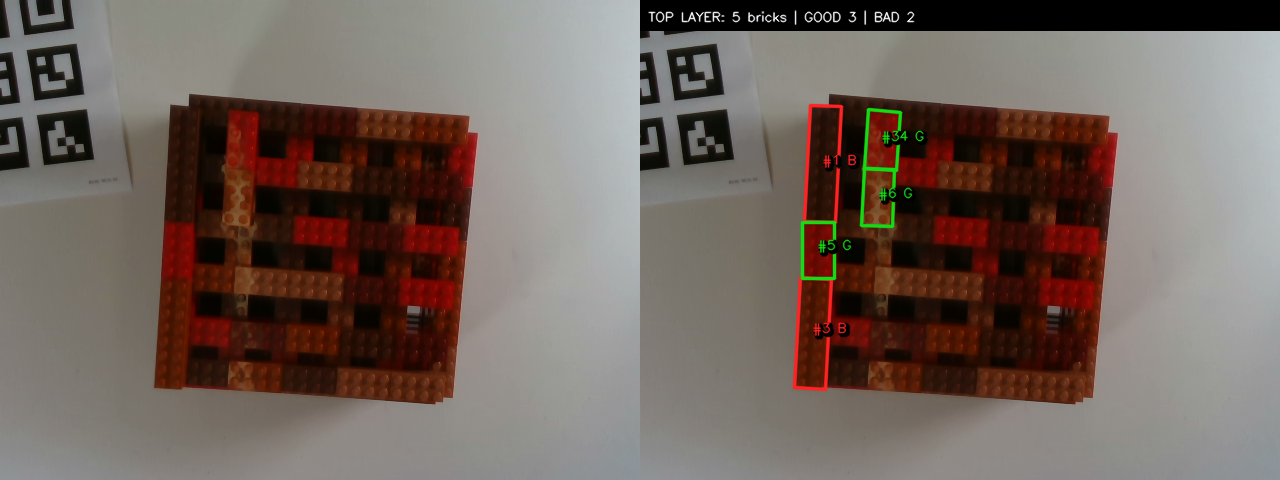 TOP LAYER: 5 bricks | GOOD 3 | BAD 2
#34 G
#1 B
#6 G
#5 G
#3 B